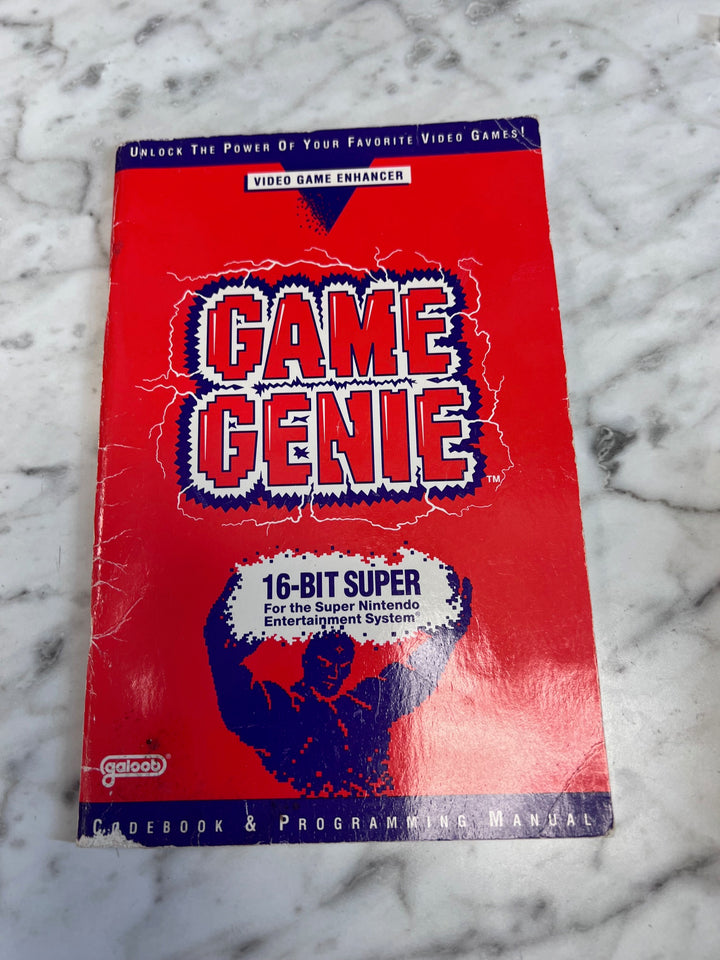 UNLOCK THE POWER OF YOUR FAVORITE VIDEO GAMES!
VIDEO GAME ENHANCER
GAME
GENIE
TM
16-BIT SUPER
For the Super Nintendo
Entertainment System®
galoob®
CODEBOOK & PROGRAMMING MANUAL